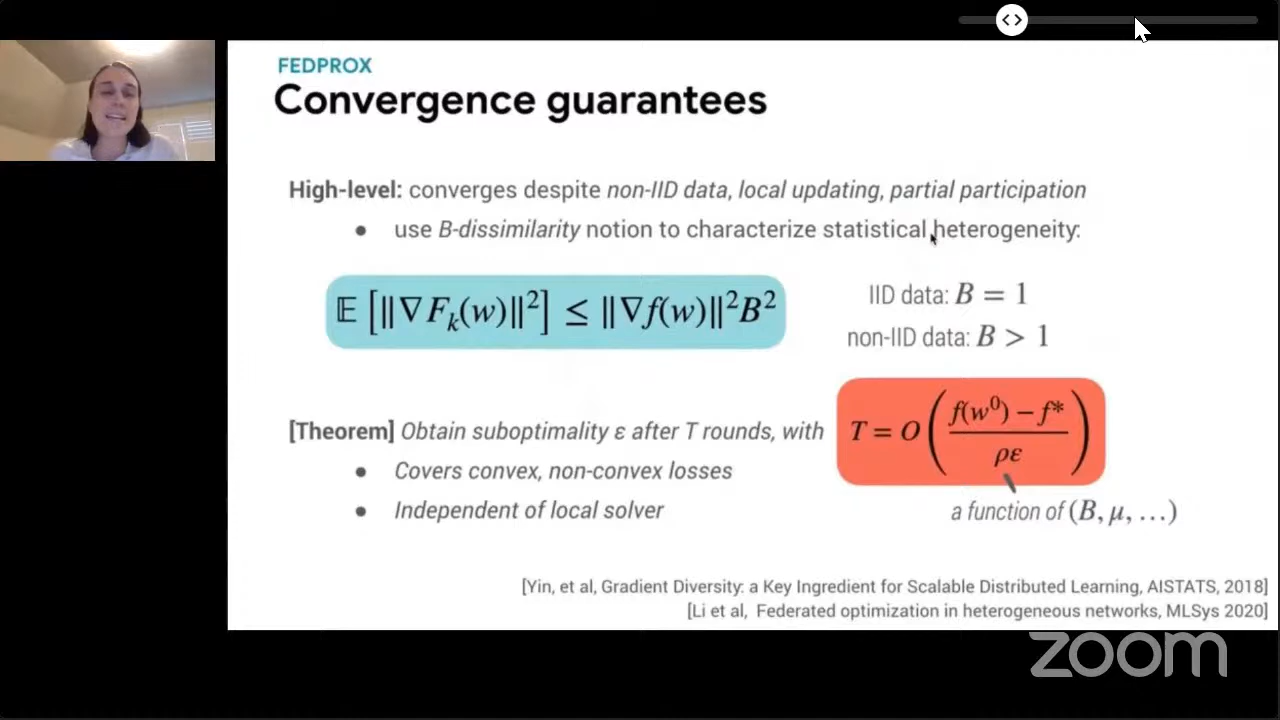 FEDPROX
Convergence guarantees
High-level: converges despite non-IID data, local updating, partial participation
● use B-dissimilarity notion to characterize statistical heterogeneity:
𝔼 [‖∇F_k(w)‖²] ≤ ‖∇f(w)‖²B²
IID data: B = 1
non-IID data: B > 1
[Theorem] Obtain suboptimality ε after T rounds, with T = O( (f(w⁰) − f*) / ρε )
● Covers convex, non-convex losses
● Independent of local solver
a function of (B, μ, …)
[Yin, et al, Gradient Diversity: a Key Ingredient for Scalable Distributed Learning, AISTATS, 2018]
[Li et al, Federated optimization in heterogeneous networks, MLSys 2020]
zoom